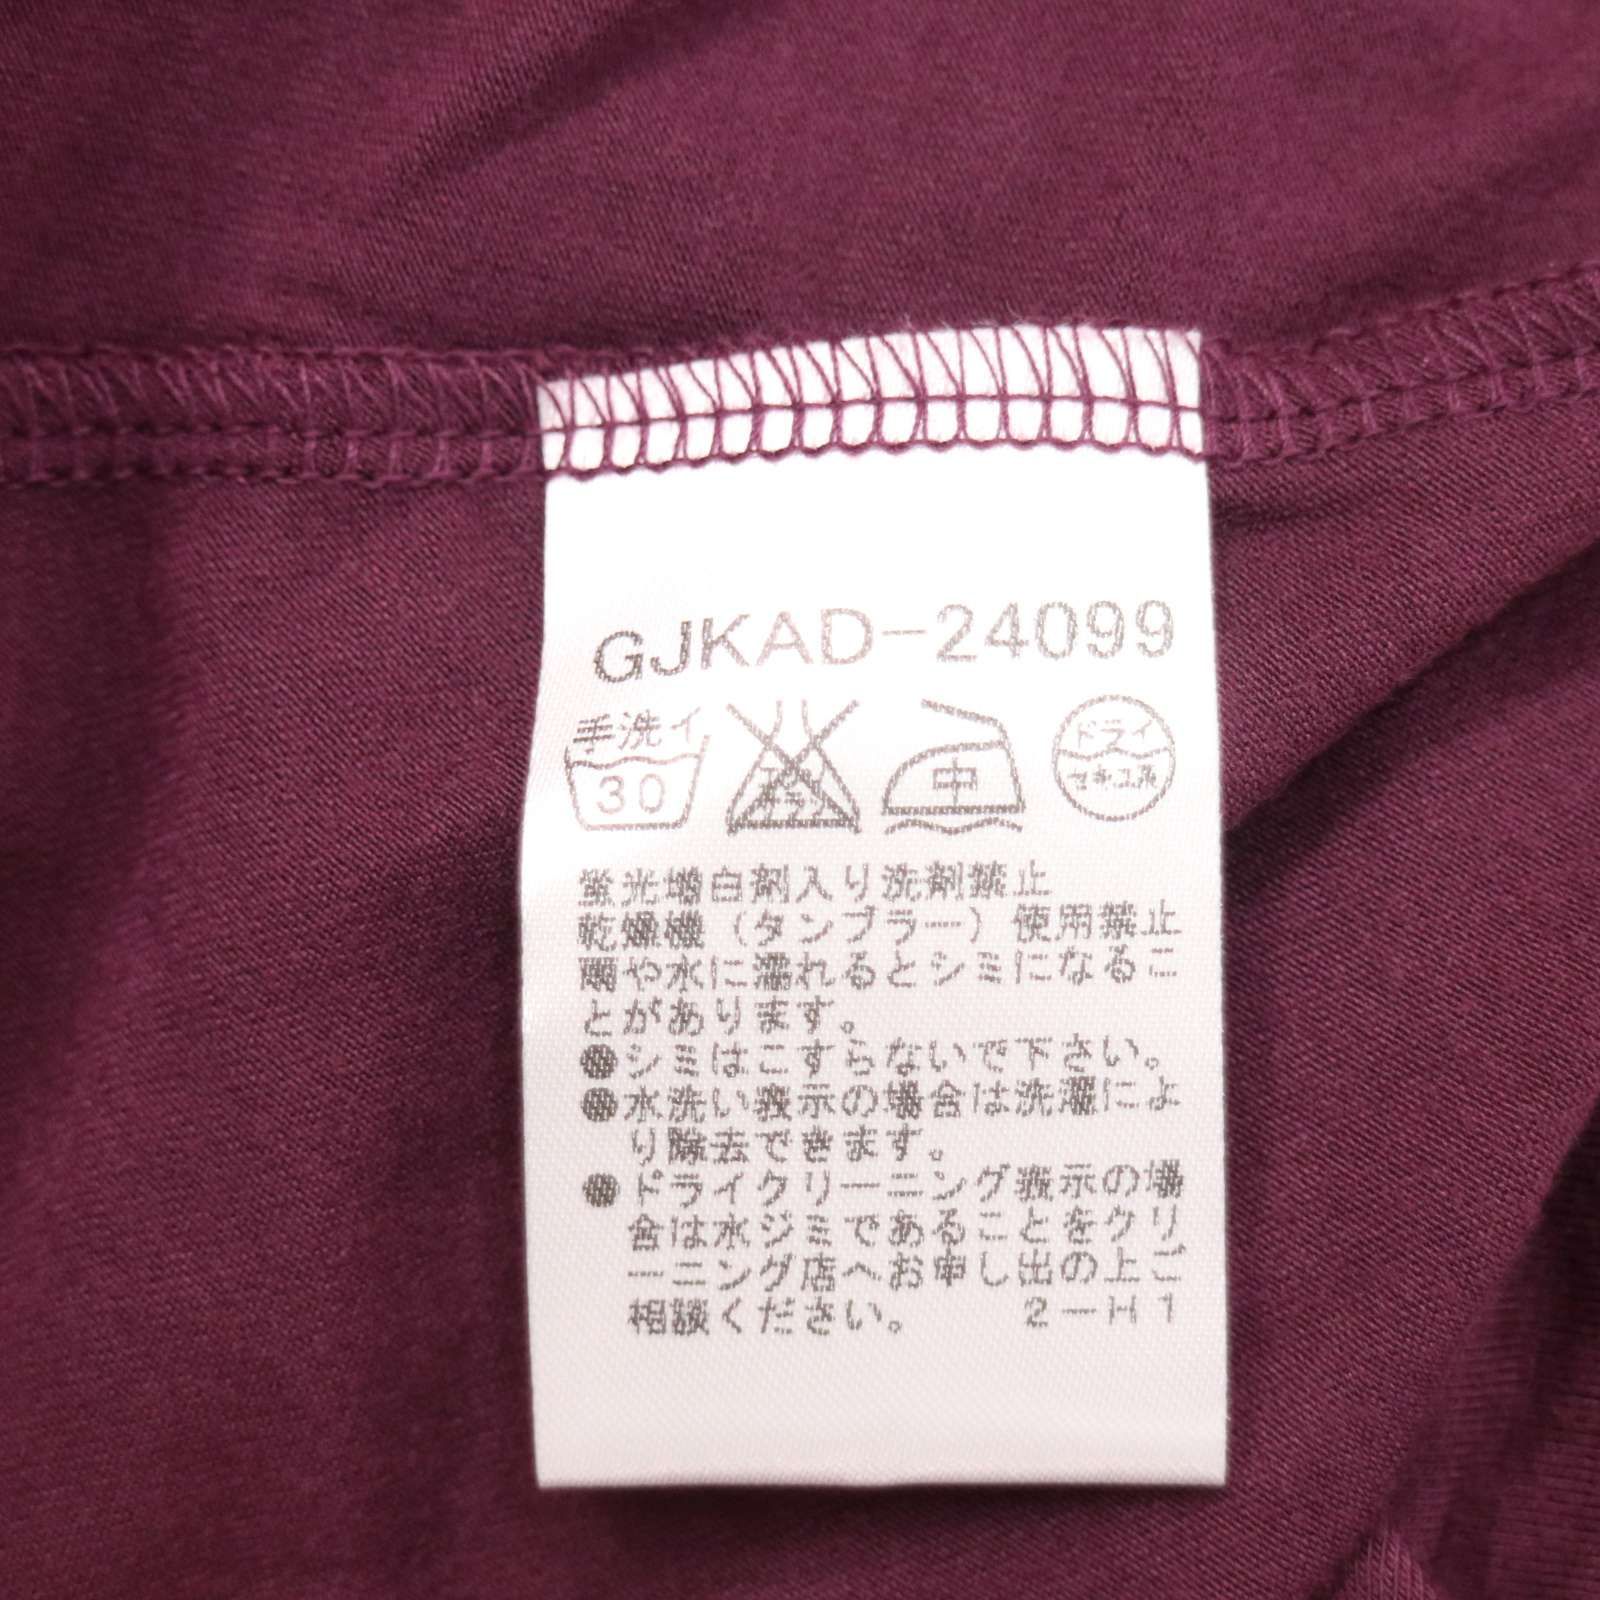 GJKAD-24099
手洗イ
30
エンソ
サラシ
中
ドライ
セキユ系
蛍光増白剤入り洗剤禁止
乾燥機（タンブラー）使用禁止
雨や水に濡れるとシミになるこ
とがあります。
●シミはこすらないで下さい。
●水洗い表示の場合は洗濯によ
り除去できます。
●ドライクリーニング表示の場
合は水ジミであることをクリ
ーニング店へお申し出の上ご
相談ください。　2－H1